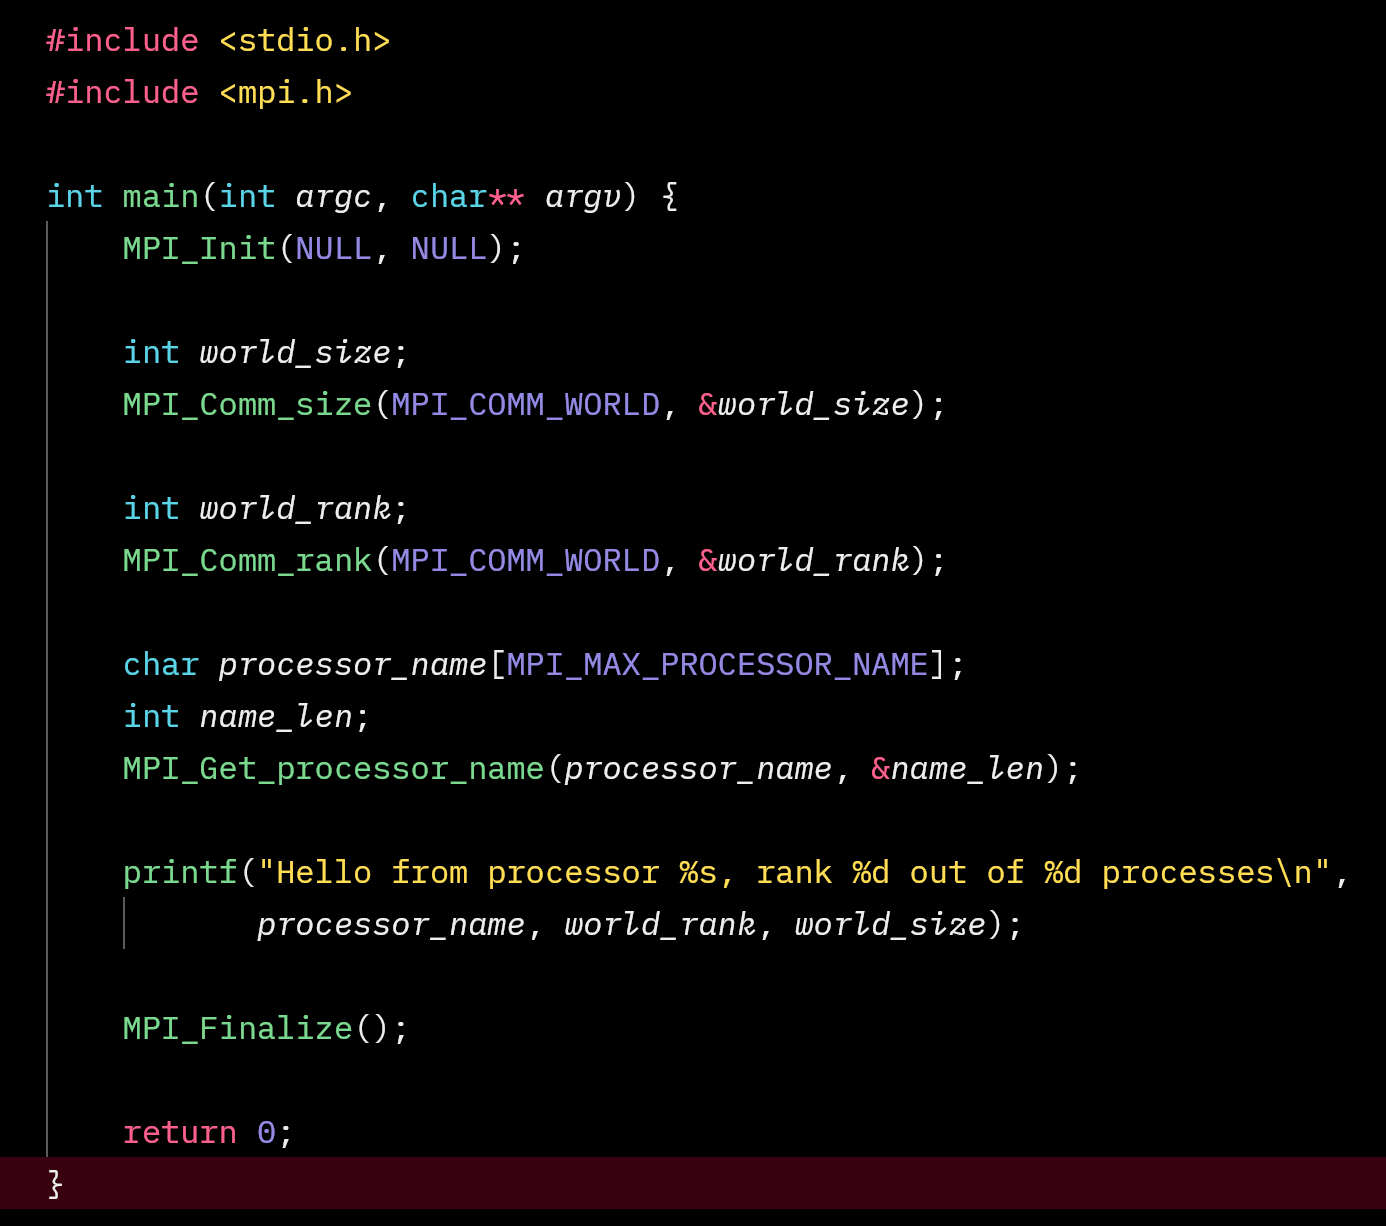 #include <stdio.h>
#include <mpi.h>

int main(int argc, char** argv) {
    MPI_Init(NULL, NULL);

    int world_size;
    MPI_Comm_size(MPI_COMM_WORLD, &world_size);

    int world_rank;
    MPI_Comm_rank(MPI_COMM_WORLD, &world_rank);

    char processor_name[MPI_MAX_PROCESSOR_NAME];
    int name_len;
    MPI_Get_processor_name(processor_name, &name_len);

    printf("Hello from processor %s, rank %d out of %d processes\n",
           processor_name, world_rank, world_size);

    MPI_Finalize();

    return 0;
}